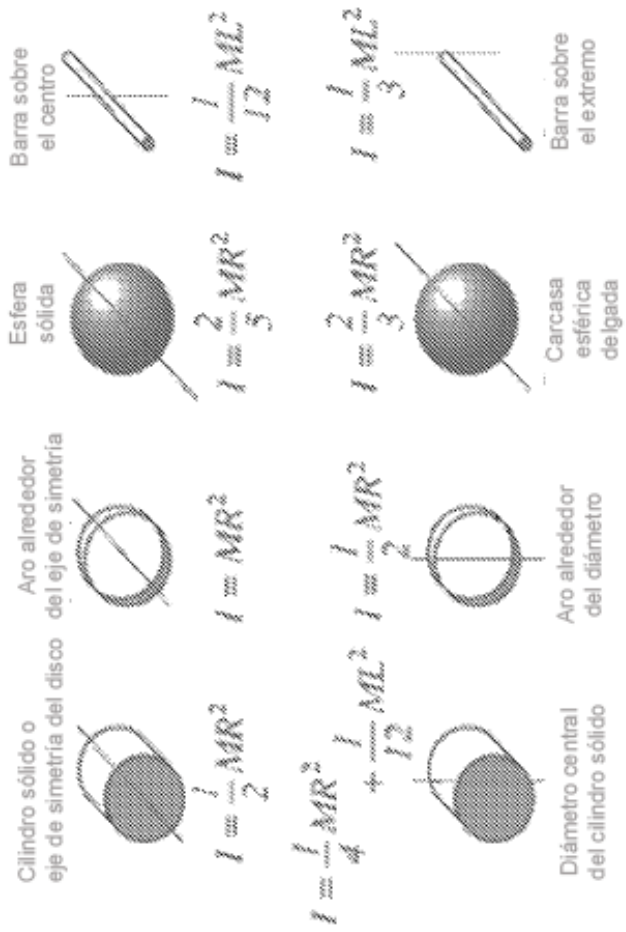 Cilindro sólido o
eje de simetría del disco
Aro alrededor
del eje de simetría
Esfera
sólida
Barra sobre
el centro
I = 1/2 MR²
I = MR²
I = 2/5 MR²
I = 1/12 ML²
I = 1/4 MR²
+ 1/12 ML²
I = 1/2 MR²
I = 2/3 MR²
I = 1/3 ML²
Diámetro central
del cilindro sólido
Aro alrededor
del diámetro
Carcasa
esférica
delgada
Barra sobre
el extremo